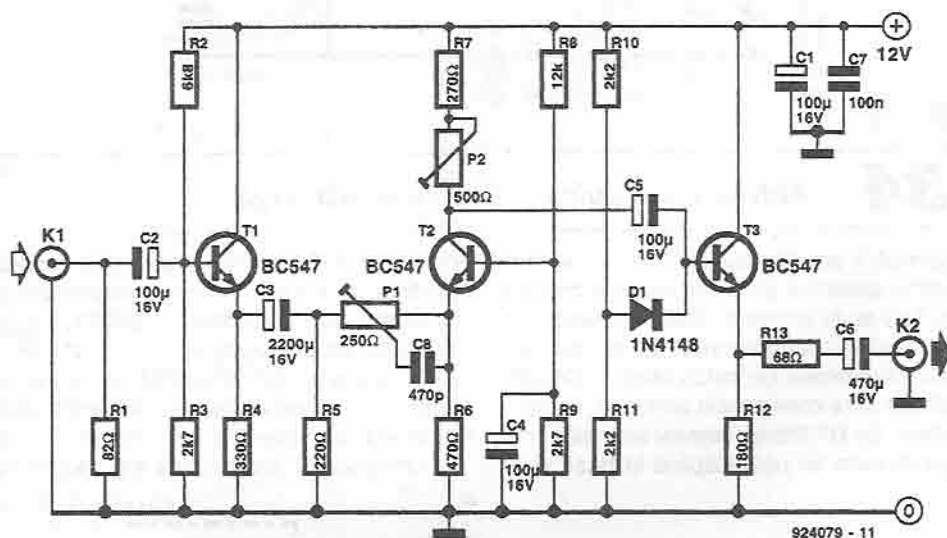 R2
6k8
R7
270Ω
R8
12k
R10
2k2
+
12V
C1
100µ
16V
C7
100n
P2
500Ω
K1
C2
100µ
16V
T1
BC547
T2
BC547
C5
100µ
16V
T3
BC547
C3
2200µ
16V
P1
250Ω
C8
470p
D1
1N4148
R13
68Ω
C6
470µ
16V
K2
R1
82Ω
R3
2k7
R4
330Ω
R5
220Ω
R6
470Ω
C4
100µ
16V
R9
2k7
R11
2k2
R12
180Ω
0
924079 - 11